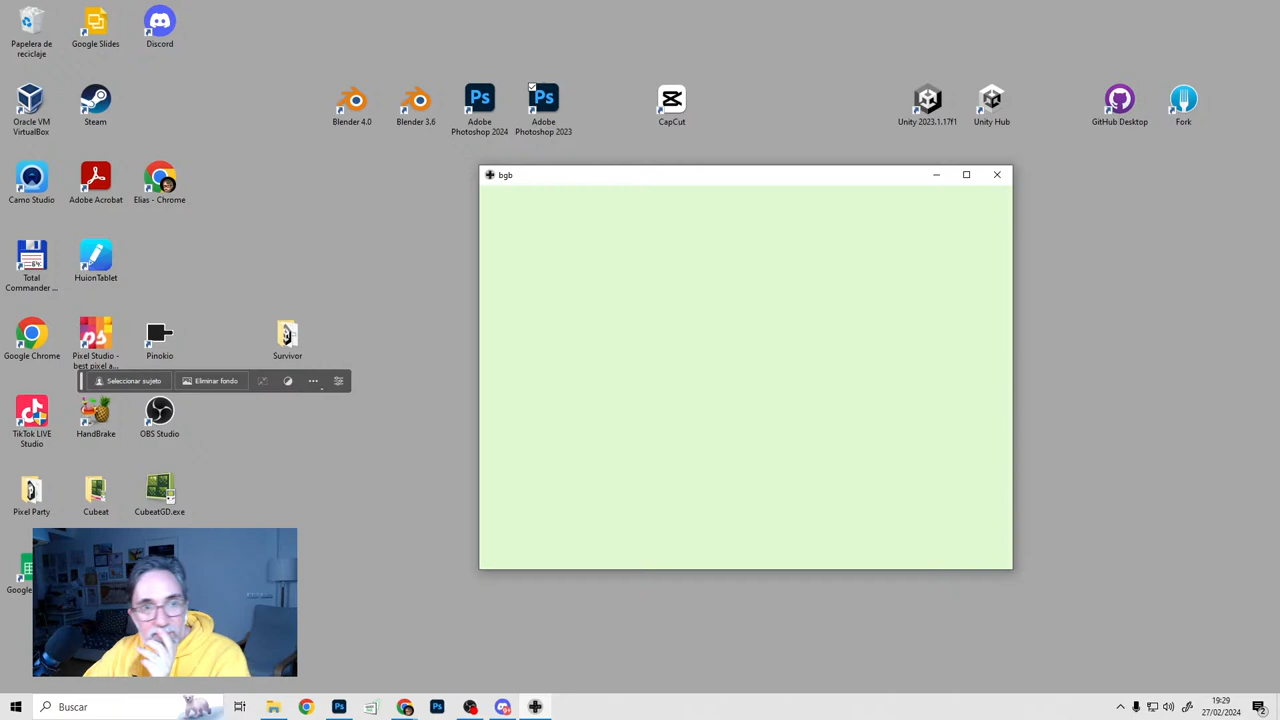 Papelera de
reciclaje
Google Slides
Discord
Oracle VM
VirtualBox
Steam
Blender 4.0
Blender 3.6
Adobe
Photoshop 2024
Adobe
Photoshop 2023
CapCut
Unity 2023.1.17f1
Unity Hub
GitHub Desktop
Fork
bgb
Camo Studio
Adobe Acrobat
Elias - Chrome
Total
Commander ...
HuionTablet
Google Chrome
Pixel Studio -
best pixel a...
Pinokio
Survivor
Seleccionar sujeto
Eliminar fondo
TikTok LIVE
Studio
HandBrake
OBS Studio
Pixel Party
Cubeat
CubeatGD.exe
Google
Buscar
19:29
27/02/2024
2